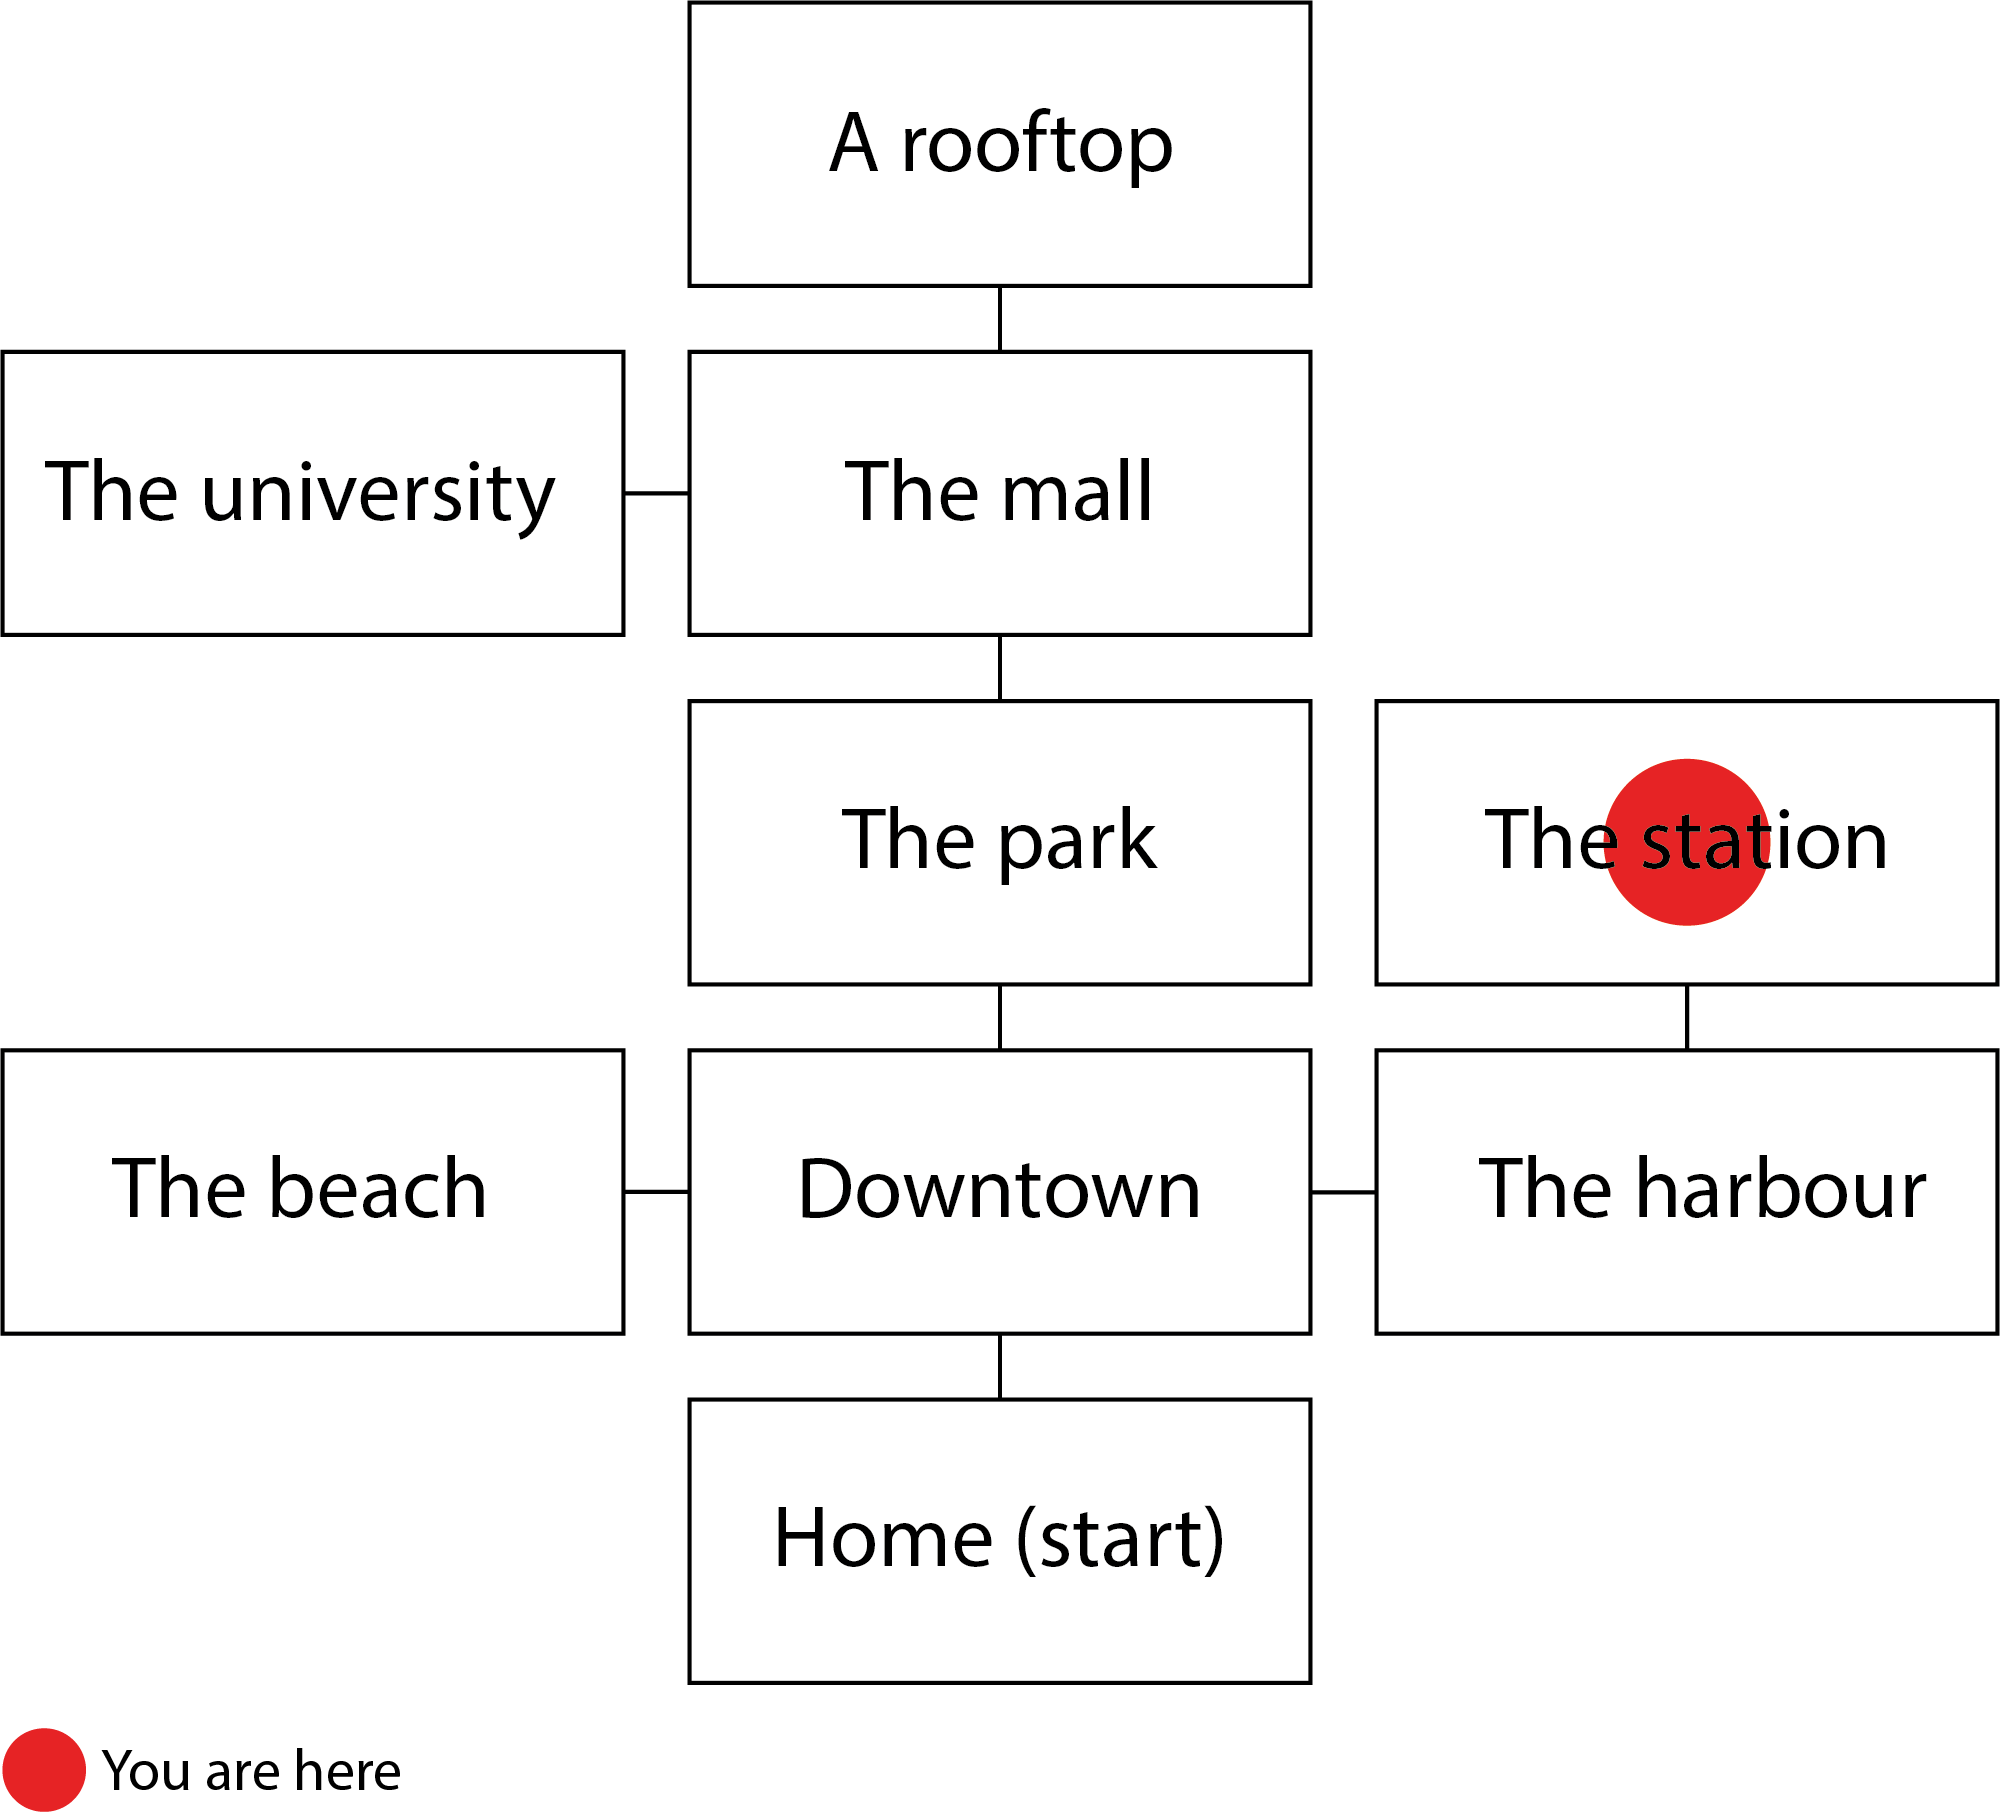 A rooftop
The university
The mall
The park
The station
The beach
Downtown
The harbour
Home (start)
You are here